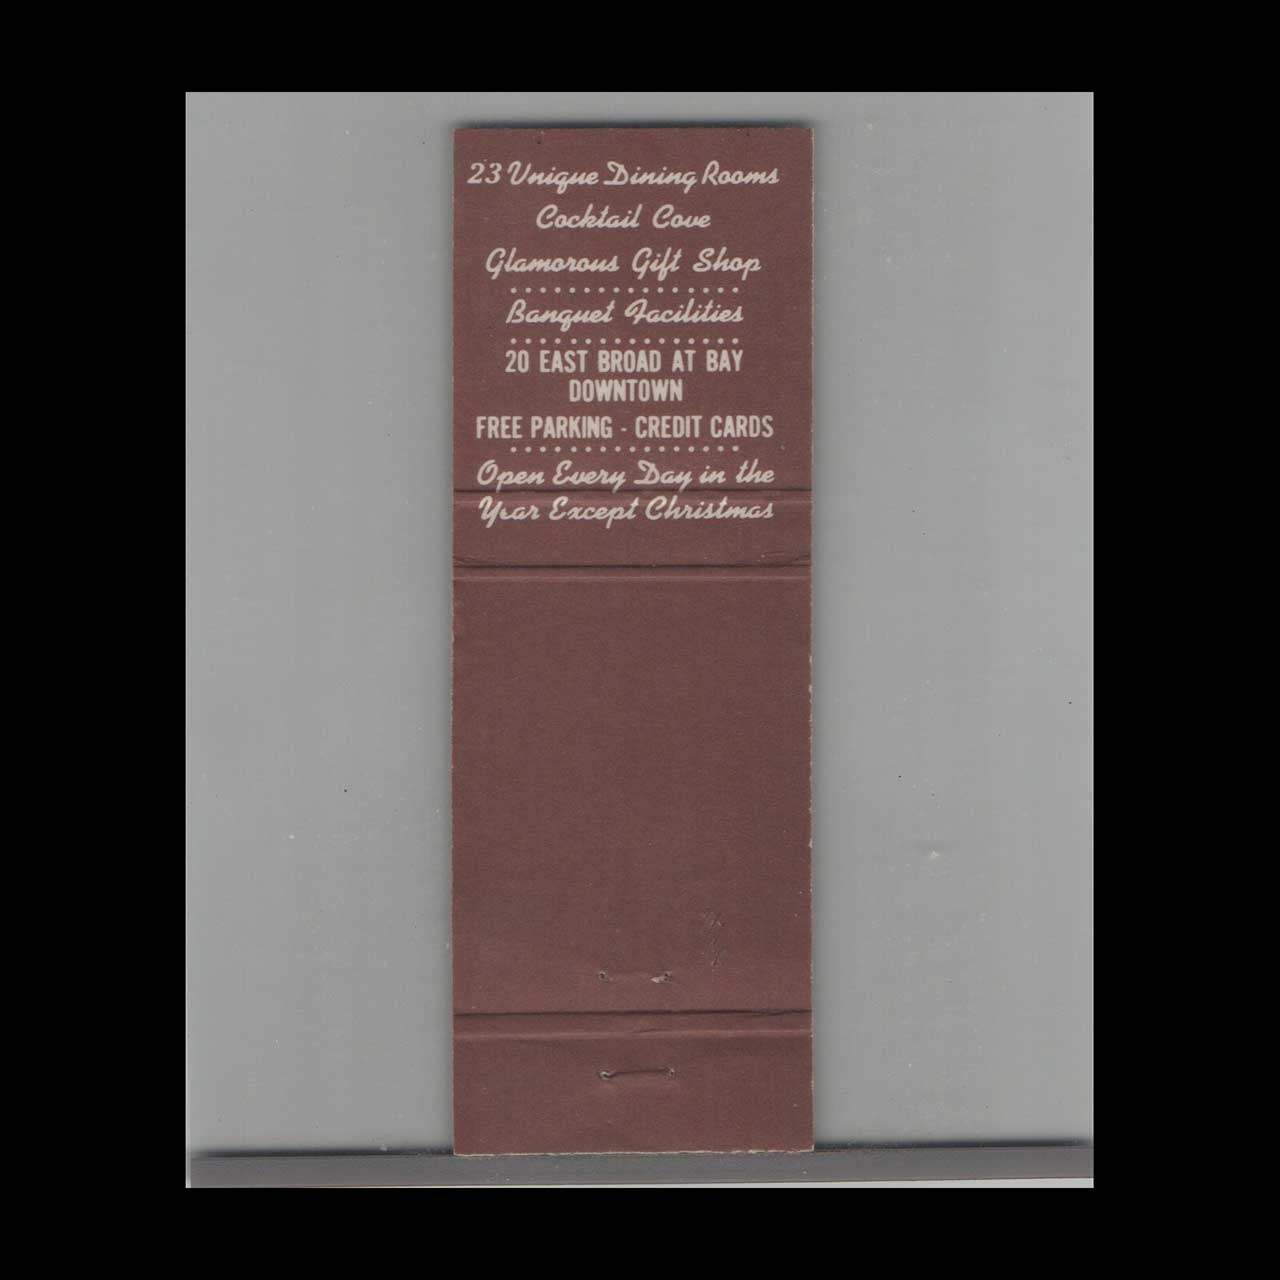 23 Unique Dining Rooms
Cocktail Cove
Glamorous Gift Shop
Banquet Facilities
20 EAST BROAD AT BAY
DOWNTOWN
FREE PARKING - CREDIT CARDS
Open Every Day in the
Year Except Christmas